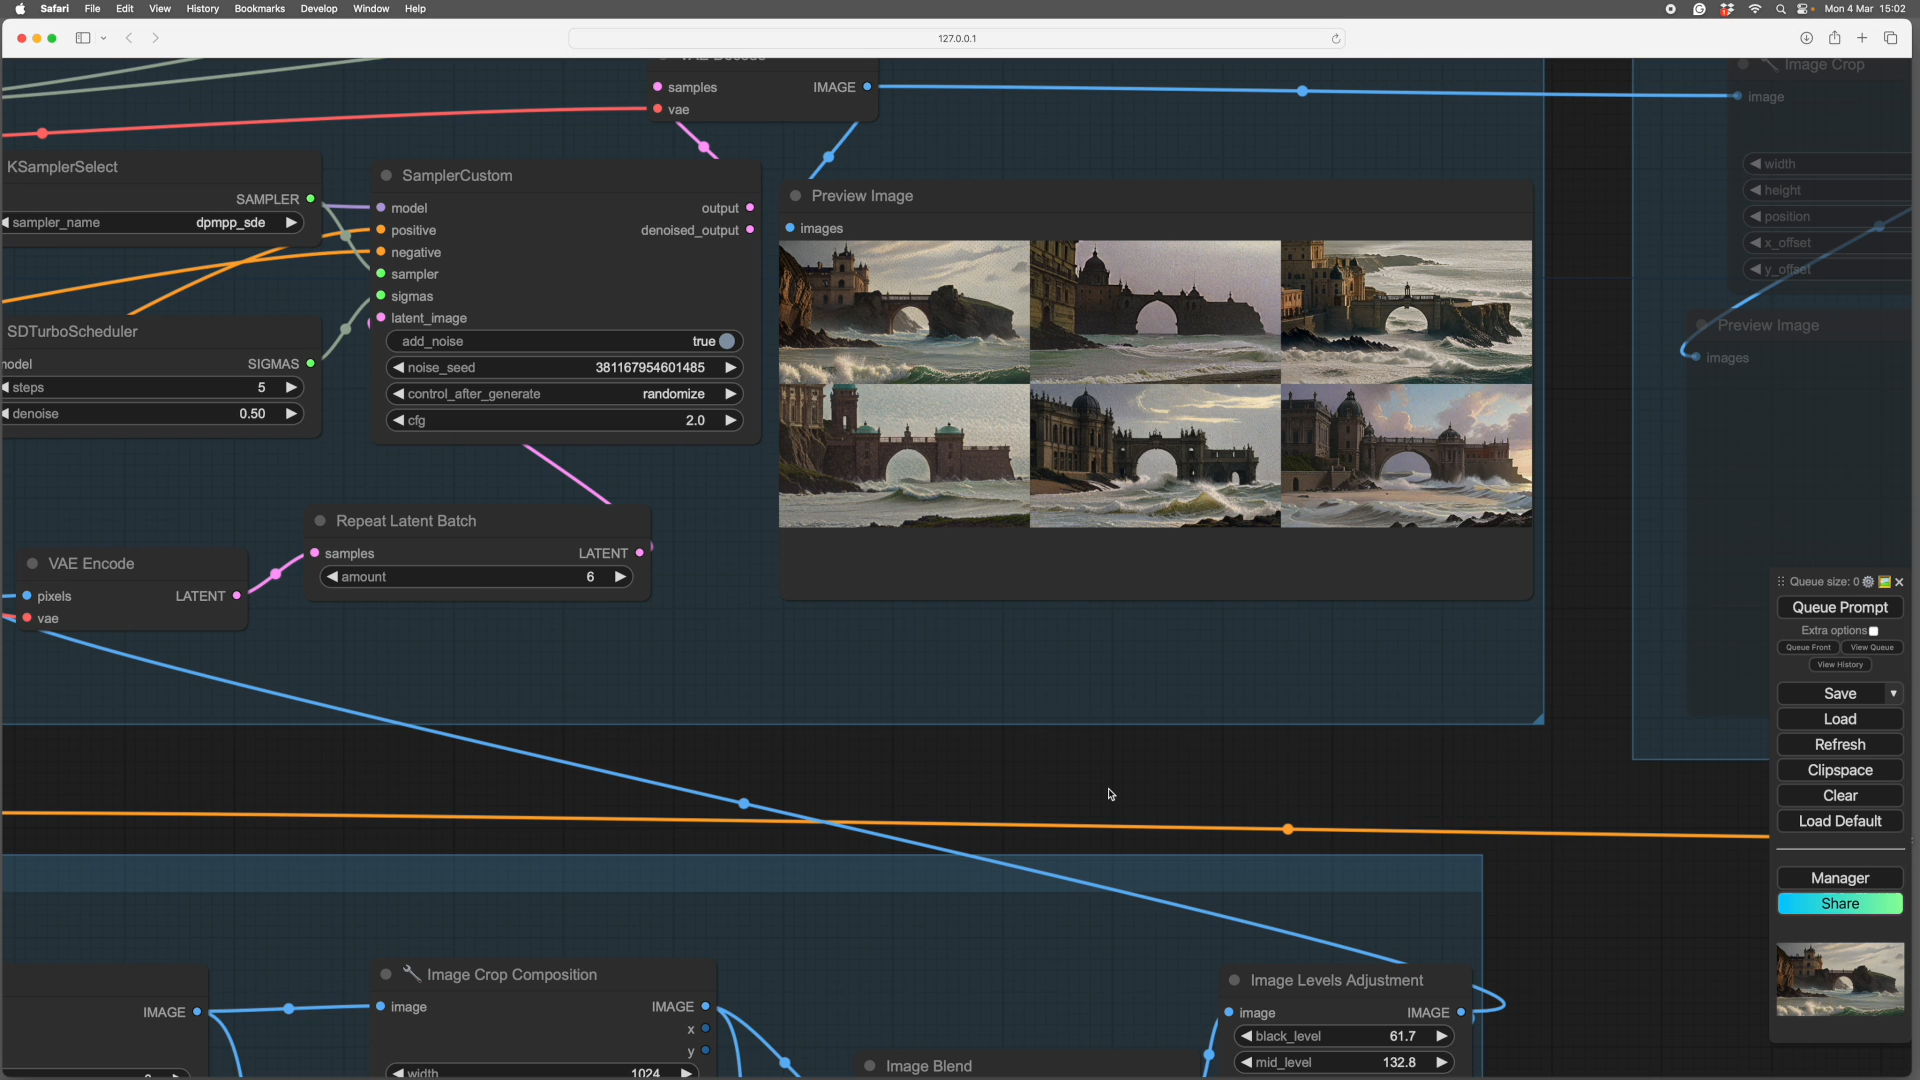 Safari File Edit View History Bookmarks Develop Window Help
Mon 4 Mar 15:02
127.0.0.1
samples IMAGE
vae
Image Crop
image
width
height
position
x_offset
y_offset
KSamplerSelect
SAMPLER
sampler_name dpmpp_sde
SamplerCustom
model output
positive denoised_output
negative
sampler
sigmas
latent_image
add_noise true
noise_seed 381167954601485
control_after_generate randomize
cfg 2.0
Preview Image
images
Preview Image
images
SDTurboScheduler
SIGMAS
steps 5
denoise 0.50
Repeat Latent Batch
samples LATENT
amount 6
VAE Encode
pixels LATENT
vae
Queue size: 0
Queue Prompt
Extra options
Queue Front View Queue
View History
Save
Load
Refresh
Clipspace
Clear
Load Default
Manager
Share
IMAGE
Image Crop Composition
image IMAGE
x
y
width 1024
Image Blend
Image Levels Adjustment
image IMAGE
black_level 61.7
mid_level 132.8